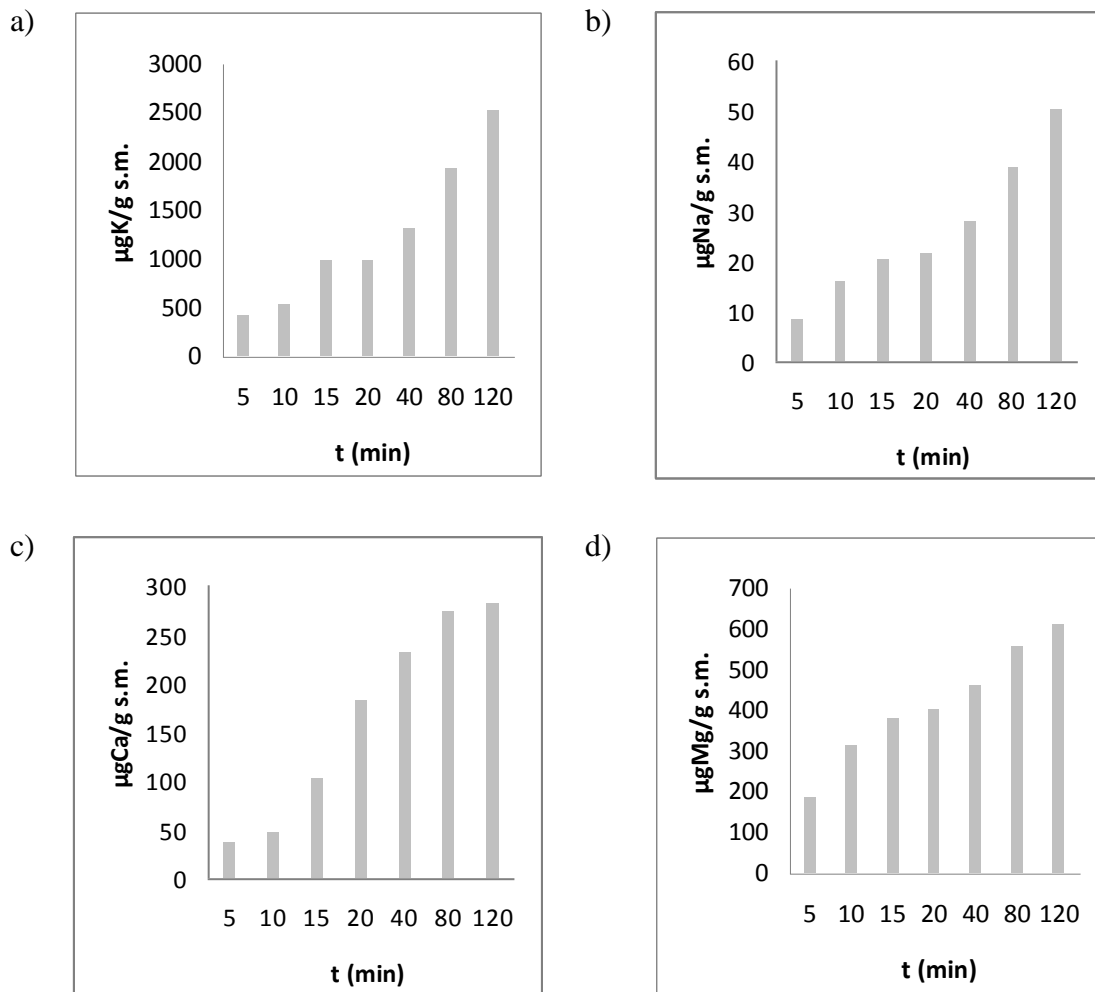 a)
3000
2500
2000
1500
1000
500
0
µgK/g s.m.
5 10 15 20 40 80 120
t (min)
b)
60
50
40
30
20
10
0
µgNa/g s.m.
5 10 15 20 40 80 120
t (min)
c)
300
250
200
150
100
50
0
µgCa/g s.m.
5 10 15 20 40 80 120
t (min)
d)
700
600
500
400
300
200
100
0
µgMg/g s.m.
5 10 15 20 40 80 120
t (min)